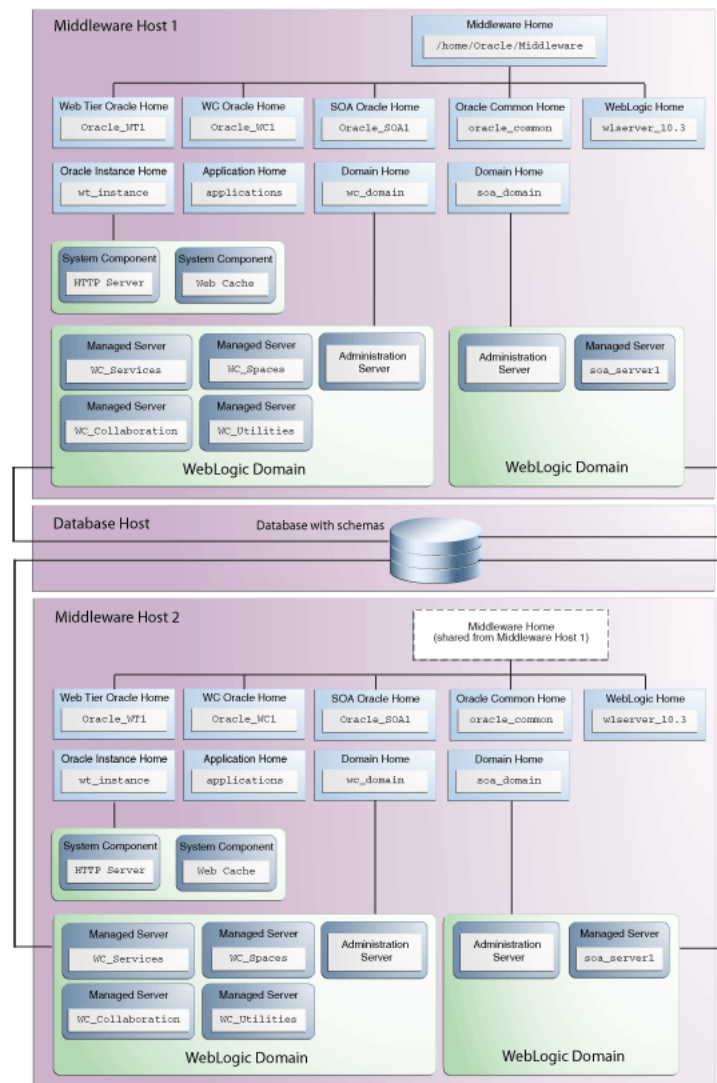 Middleware Host 1
Middleware Home
/home/Oracle/Middleware
Web Tier Oracle Home
Oracle_WT1
WC Oracle Home
Oracle_WC1
SOA Oracle Home
Oracle_SOA1
Oracle Common Home
oracle_common
WebLogic Home
wlserver_10.3
Oracle Instance Home
wt_instance
Application Home
applications
Domain Home
wc_domain
Domain Home
soa_domain
System Component
HTTP Server
System Component
Web Cache
Managed Server
WC_Services
Managed Server
WC_Spaces
Administration
Server
Managed Server
WC_Collaboration
Managed Server
WC_Utilities
WebLogic Domain
Administration
Server
Managed Server
soa_server1
WebLogic Domain
Database Host
Database with schemas
Middleware Host 2
Middleware Home
(shared from Middleware Host 1)
Web Tier Oracle Home
Oracle_WT1
WC Oracle Home
Oracle_WC1
SOA Oracle Home
Oracle_SOA1
Oracle Common Home
oracle_common
WebLogic Home
wlserver_10.3
Oracle Instance Home
wt_instance
Application Home
applications
Domain Home
wc_domain
Domain Home
soa_domain
System Component
HTTP Server
System Component
Web Cache
Managed Server
WC_Services
Managed Server
WC_Spaces
Administration
Server
Managed Server
WC_Collaboration
Managed Server
WC_Utilities
WebLogic Domain
Administration
Server
Managed Server
soa_server1
WebLogic Domain